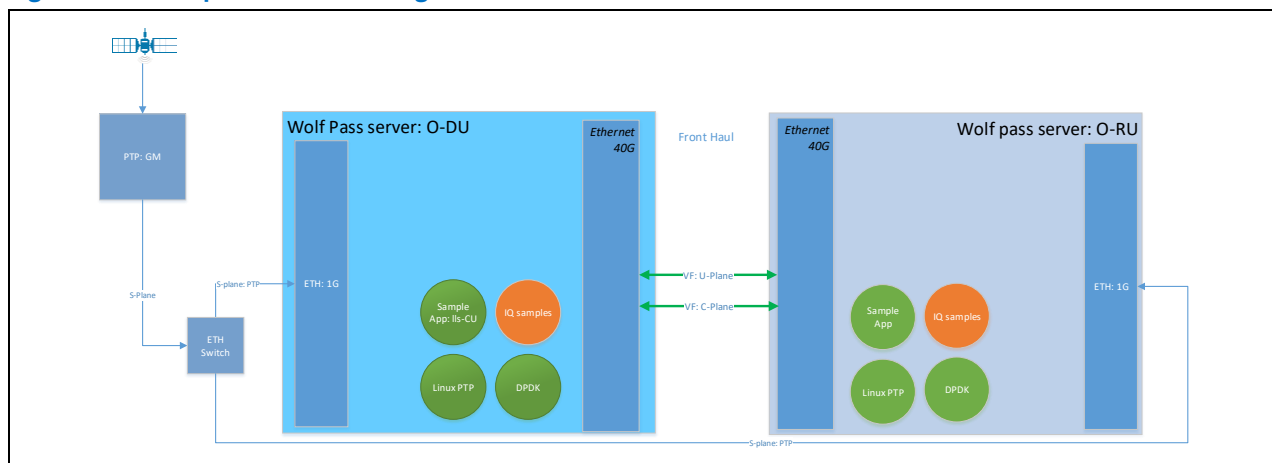 Wolf Pass server: O-DU
Ethernet
40G
Front Haul
Ethernet
40G
Wolf pass server: O-RU
PTP: GM
S-Plane
S-plane: PTP
ETH: 1G
VF: U-Plane
VF: C-Plane
ETH: 1G
Sample
App: lls-CU
IQ samples
Sample
App
IQ samples
ETH
Switch
Linux PTP
DPDK
Linux PTP
DPDK
S-plane: PTP